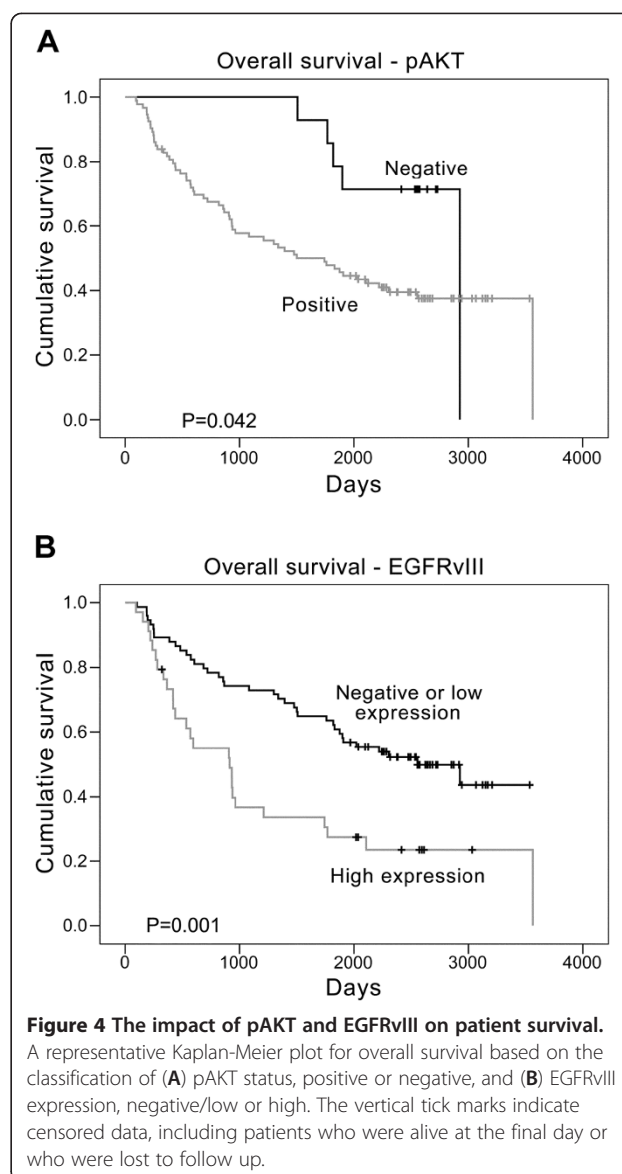 A
Overall survival - pAKT
1.0
0.8
0.6
0.4
0.2
0.0
Cumulative survival
Negative
Positive
P=0.042
0 1000 2000 3000 4000
Days
B
Overall survival - EGFRvIII
1.0
0.8
0.6
0.4
0.2
0.0
Cumulative survival
Negative or low
expression
High expression
P=0.001
0 1000 2000 3000 4000
Days
Figure 4 The impact of pAKT and EGFRvIII on patient survival.
A representative Kaplan-Meier plot for overall survival based on the
classification of (A) pAKT status, positive or negative, and (B) EGFRvIII
expression, negative/low or high. The vertical tick marks indicate
censored data, including patients who were alive at the final day or
who were lost to follow up.